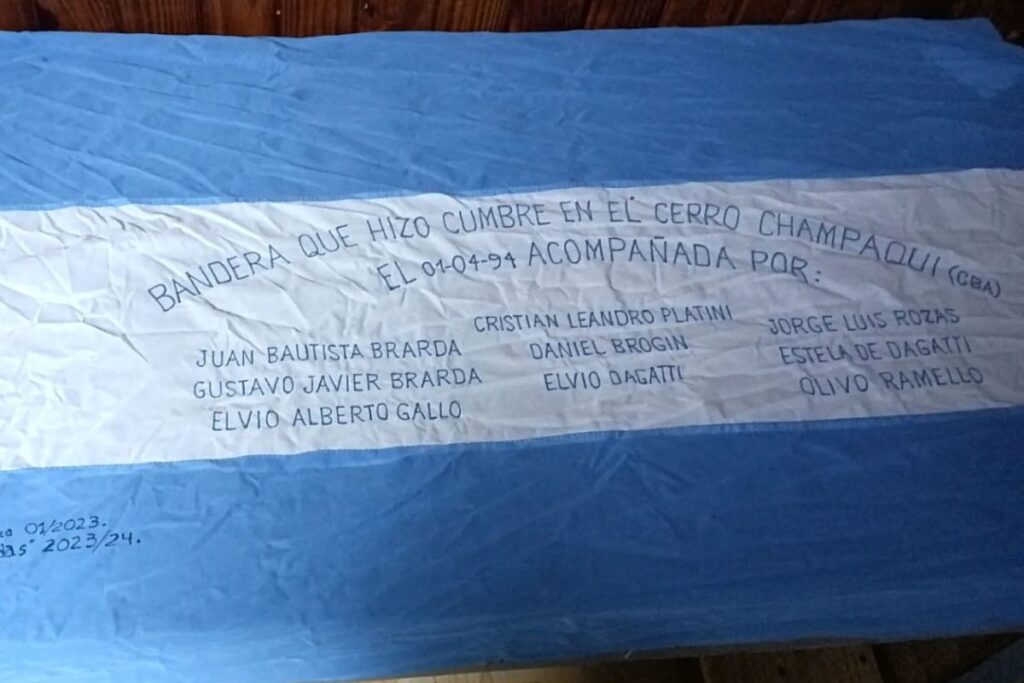 BANDERA QUE HIZO CUMBRE EN EL CERRO CHAMPAQUI (CBA)
EL 01-04-94 ACOMPAÑADA POR:
JUAN BAUTISTA BRARDA
GUSTAVO JAVIER BRARDA
ELVIO ALBERTO GALLO
CRISTIAN LEANDRO PLATINI
DANIEL BROGIN
ELVIO DAGATTI
JORGE LUIS ROZAS
ESTELA DE DAGATTI
OLIVO RAMELLO
01/2023.
2023/24.